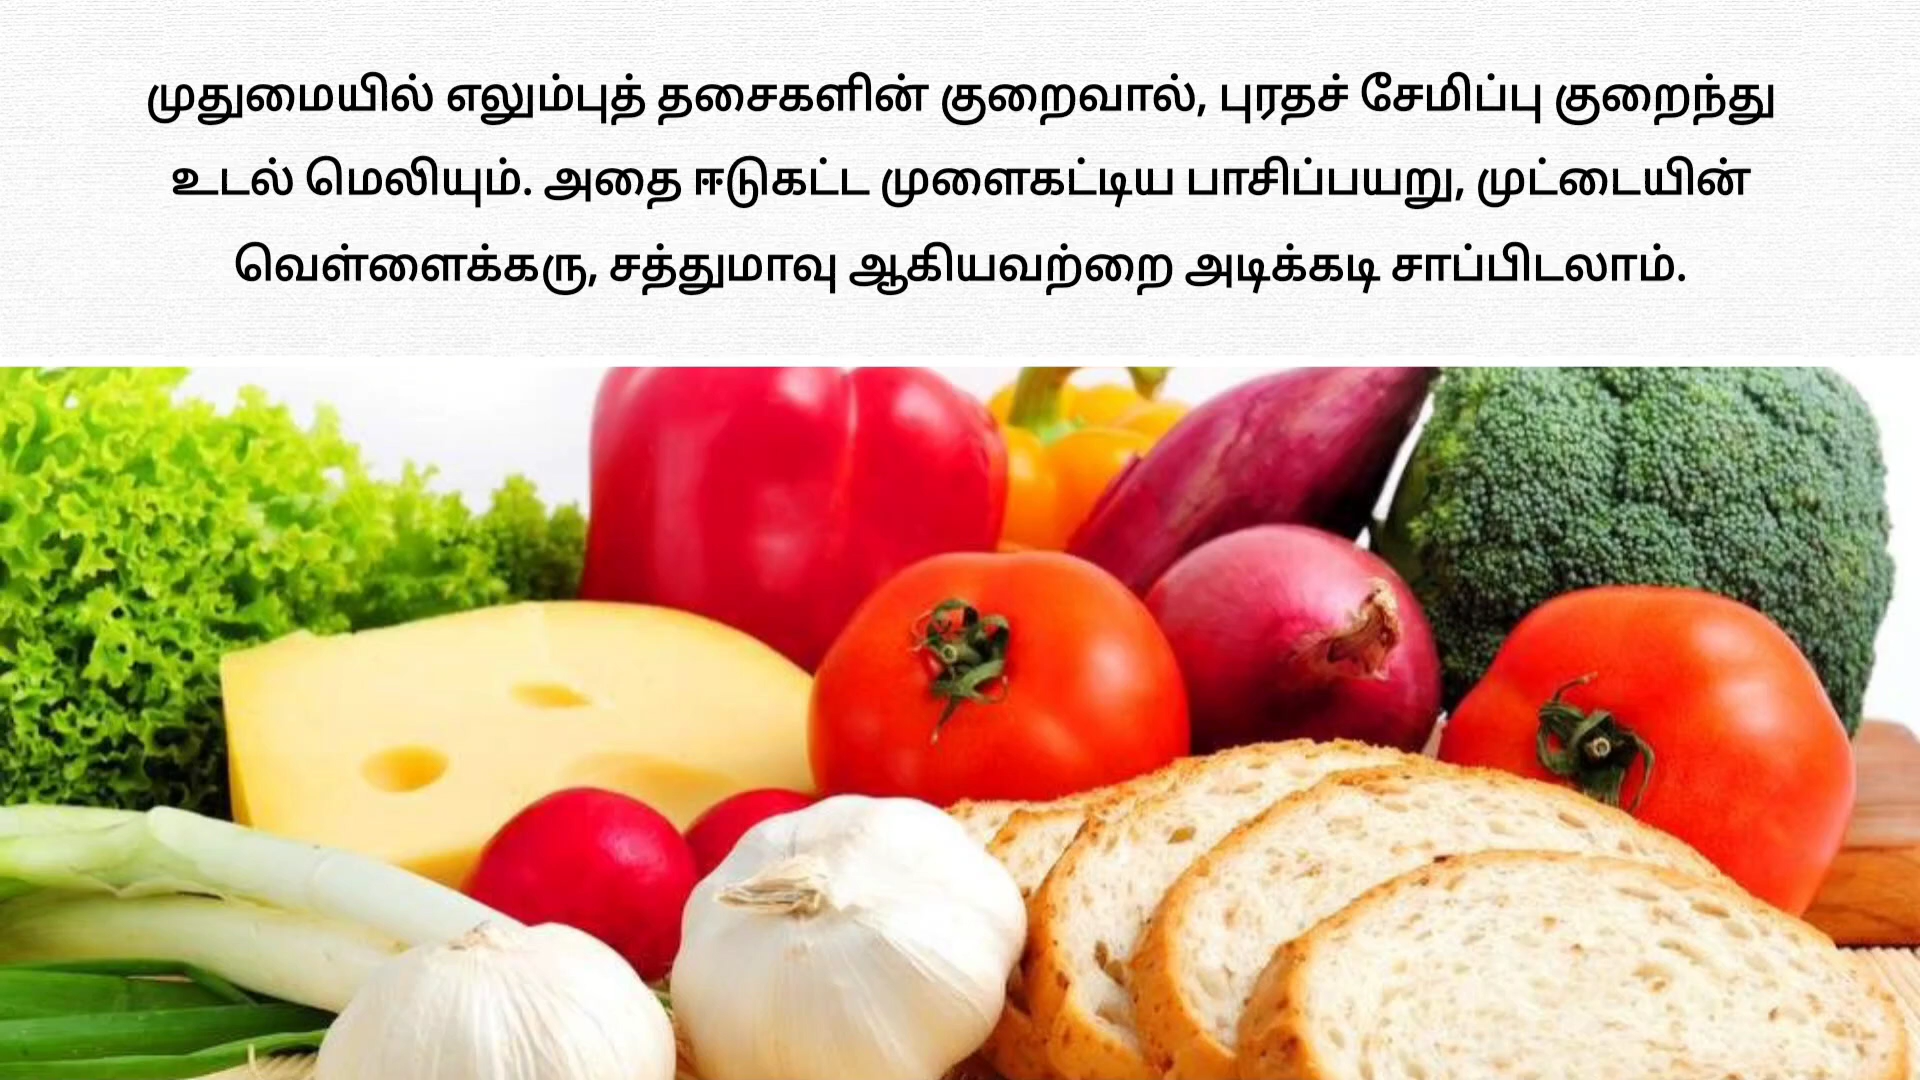 முதுமையில் எலும்புத் தசைகளின் குறைவால், புரதச் சேமிப்பு குறைந்து
உடல் மெலியும். அதை ஈடுகட்ட முளைகட்டிய பாசிப்பயறு, முட்டையின்
வெள்ளைக்கரு, சத்துமாவு ஆகியவற்றை அடிக்கடி சாப்பிடலாம்.